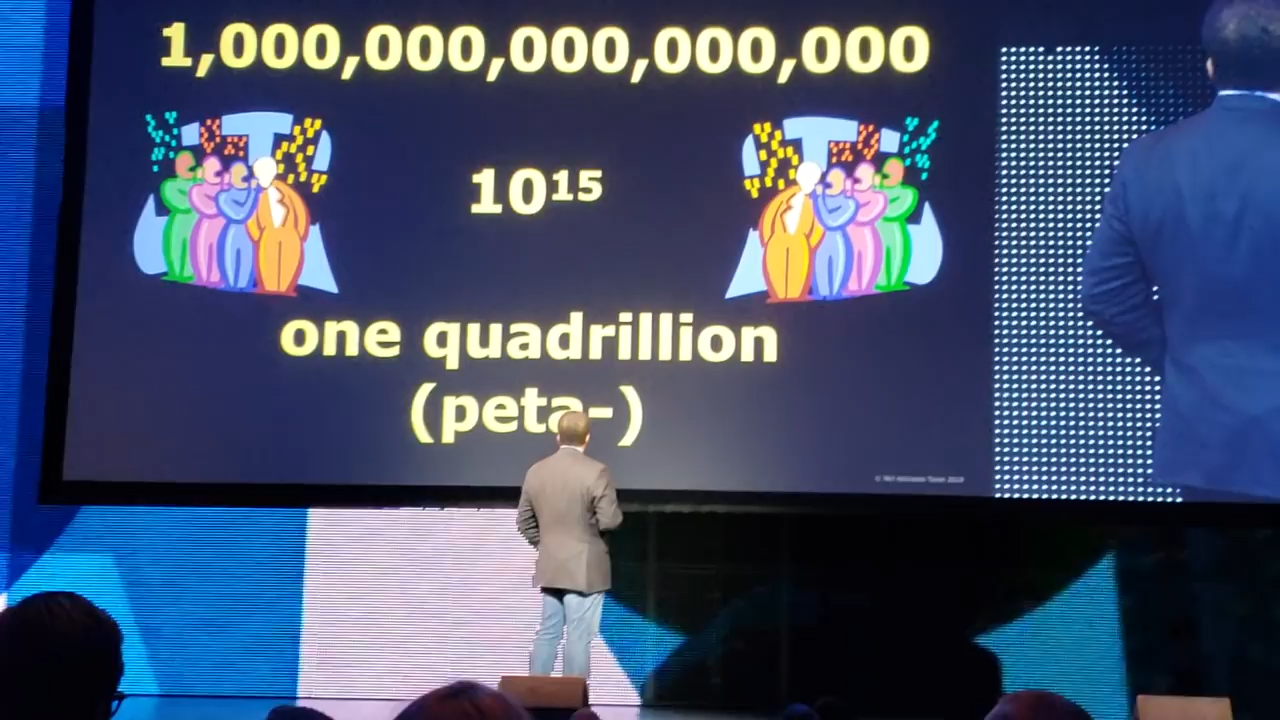 1,000,000,000,000,000
10¹⁵
one quadrillion
(peta-)